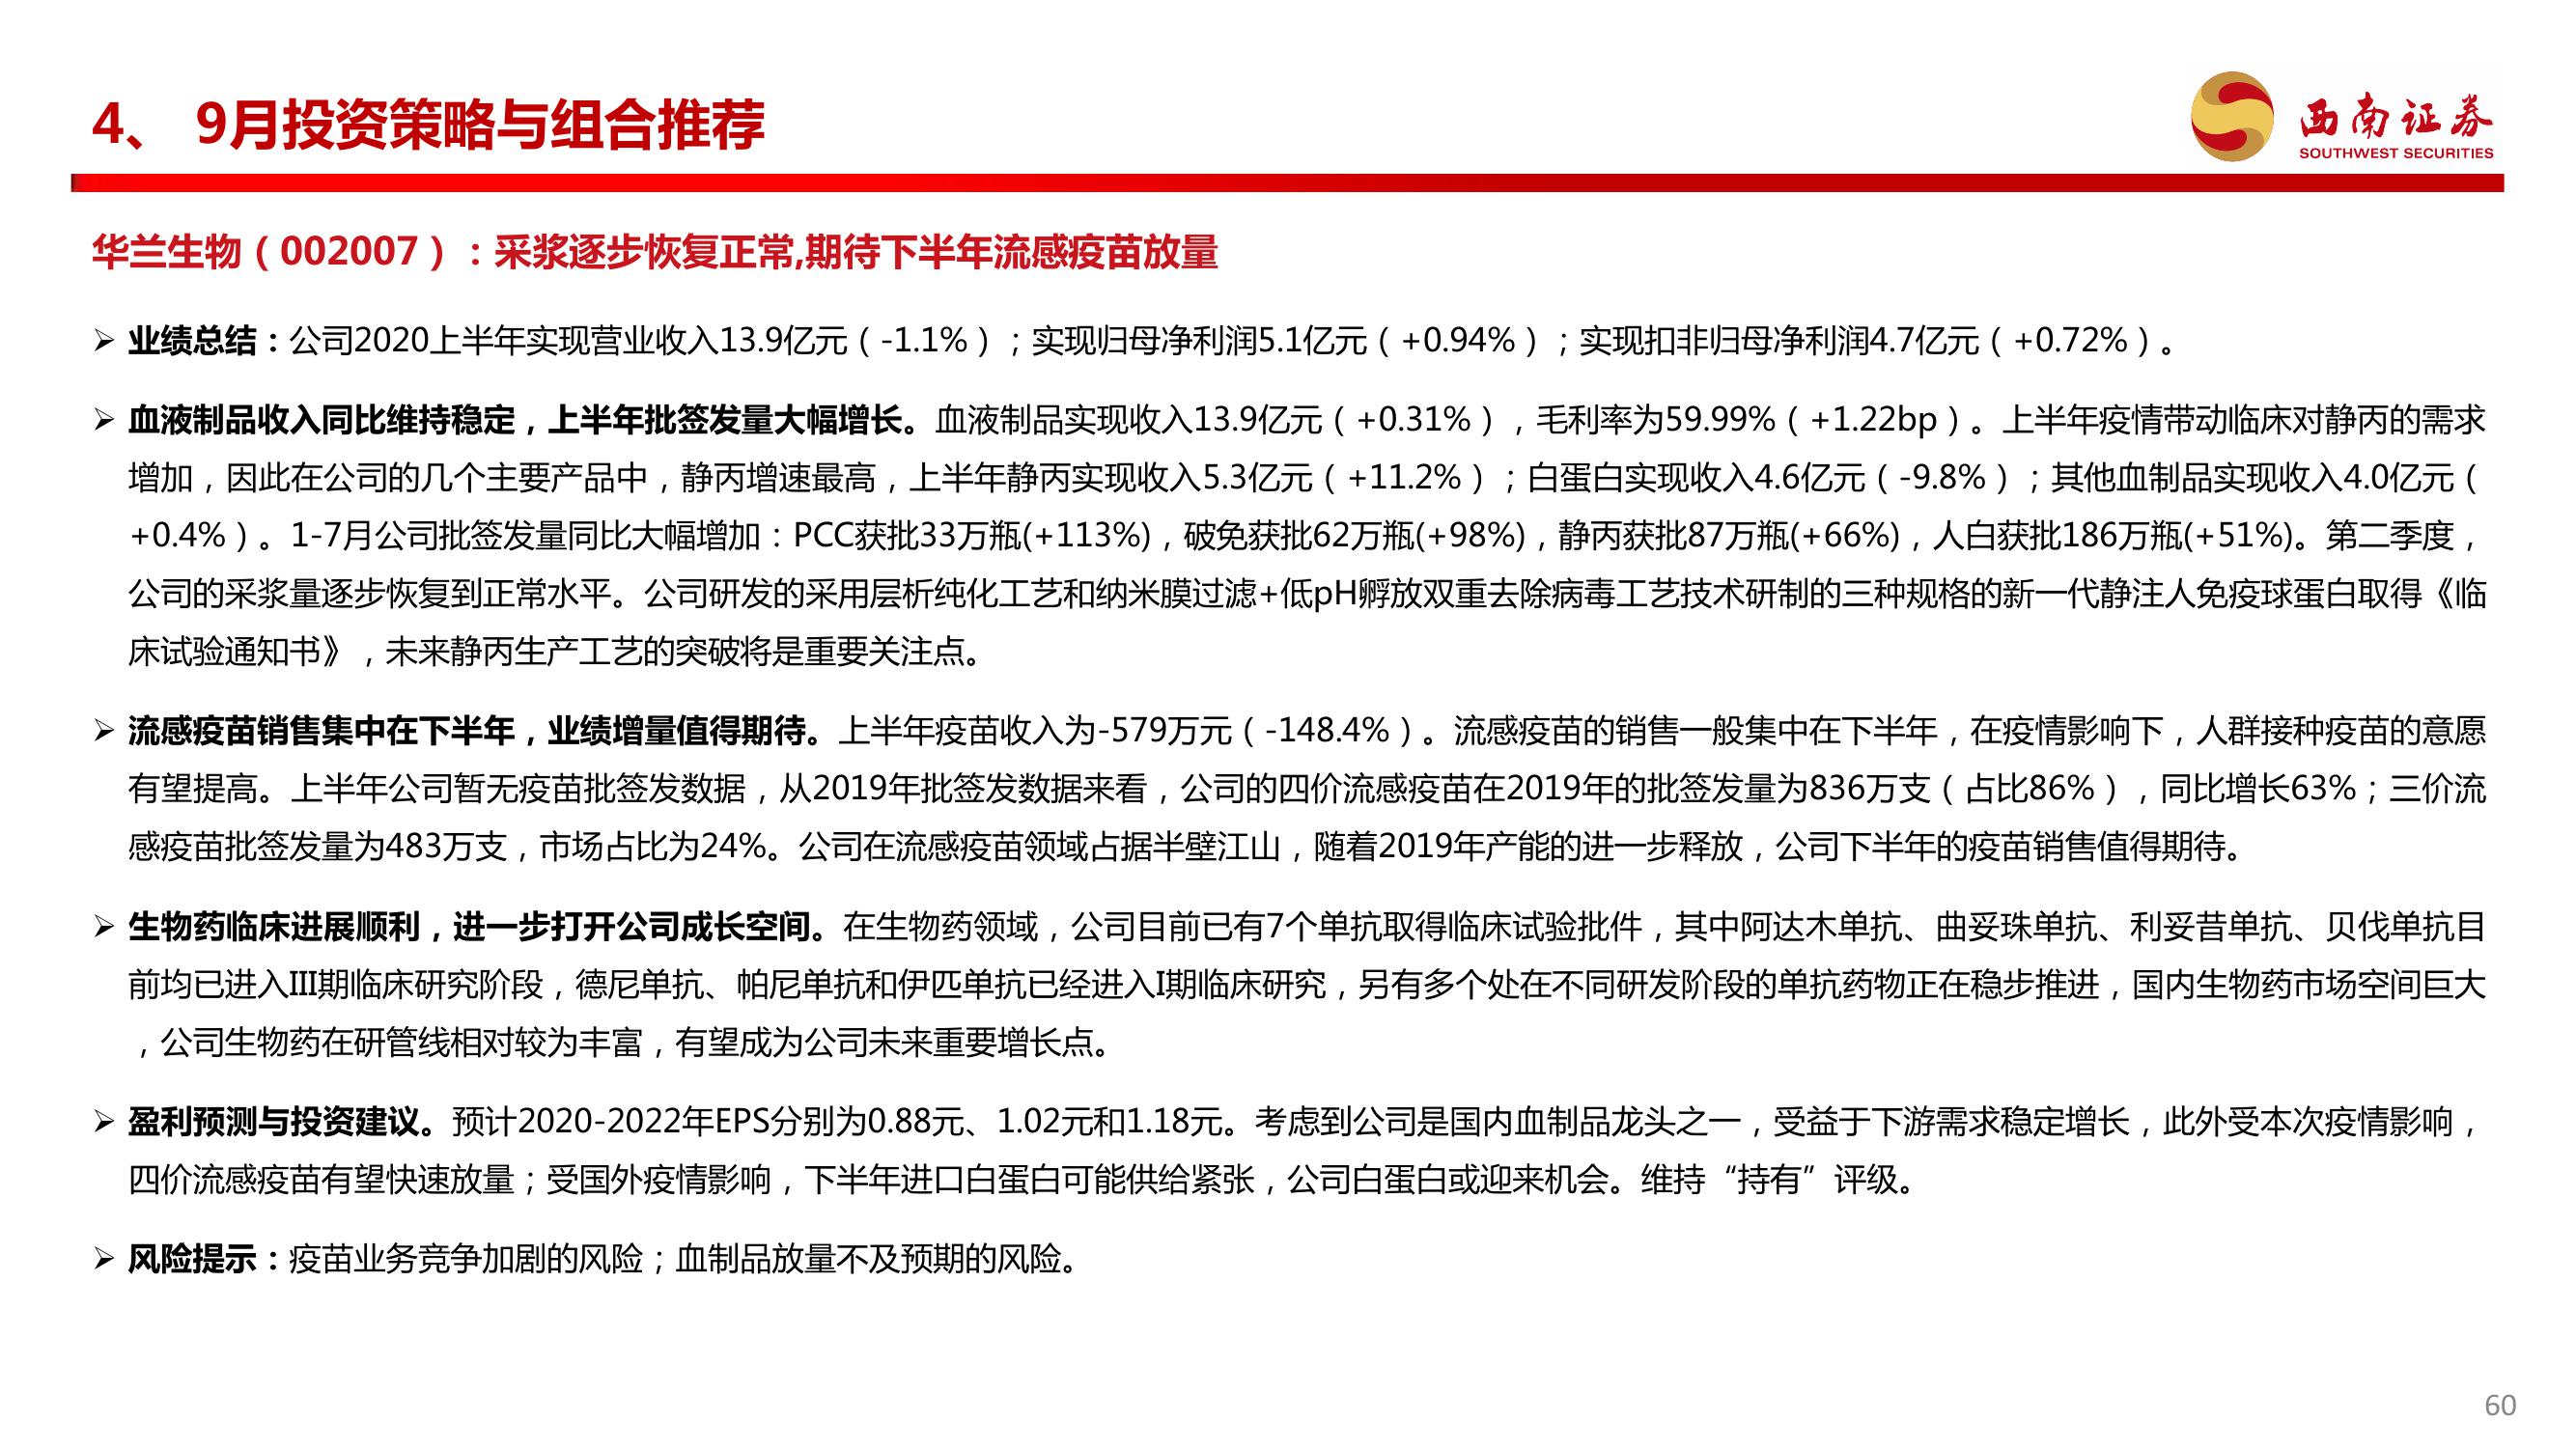 4、 9月投资策略与组合推荐
西南证券
SOUTHWEST SECURITIES
华兰生物（002007）：采浆逐步恢复正常,期待下半年流感疫苗放量
➢ 业绩总结：公司2020上半年实现营业收入13.9亿元（-1.1%）；实现归母净利润5.1亿元（+0.94%）；实现扣非归母净利润4.7亿元（+0.72%）。
➢ 血液制品收入同比维持稳定，上半年批签发量大幅增长。血液制品实现收入13.9亿元（+0.31%），毛利率为59.99%（+1.22bp）。上半年疫情带动临床对静丙的需求
增加，因此在公司的几个主要产品中，静丙增速最高，上半年静丙实现收入5.3亿元（+11.2%）；白蛋白实现收入4.6亿元（-9.8%）；其他血制品实现收入4.0亿元（
+0.4%）。1-7月公司批签发量同比大幅增加：PCC获批33万瓶(+113%)，破免获批62万瓶(+98%)，静丙获批87万瓶(+66%)，人白获批186万瓶(+51%)。第二季度，
公司的采浆量逐步恢复到正常水平。公司研发的采用层析纯化工艺和纳米膜过滤+低pH孵放双重去除病毒工艺技术研制的三种规格的新一代静注人免疫球蛋白取得《临
床试验通知书》，未来静丙生产工艺的突破将是重要关注点。
➢ 流感疫苗销售集中在下半年，业绩增量值得期待。上半年疫苗收入为-579万元（-148.4%）。流感疫苗的销售一般集中在下半年，在疫情影响下，人群接种疫苗的意愿
有望提高。上半年公司暂无疫苗批签发数据，从2019年批签发数据来看，公司的四价流感疫苗在2019年的批签发量为836万支（占比86%），同比增长63%；三价流
感疫苗批签发量为483万支，市场占比为24%。公司在流感疫苗领域占据半壁江山，随着2019年产能的进一步释放，公司下半年的疫苗销售值得期待。
➢ 生物药临床进展顺利，进一步打开公司成长空间。在生物药领域，公司目前已有7个单抗取得临床试验批件，其中阿达木单抗、曲妥珠单抗、利妥昔单抗、贝伐单抗目
前均已进入III期临床研究阶段，德尼单抗、帕尼单抗和伊匹单抗已经进入I期临床研究，另有多个处在不同研发阶段的单抗药物正在稳步推进，国内生物药市场空间巨大
，公司生物药在研管线相对较为丰富，有望成为公司未来重要增长点。
➢ 盈利预测与投资建议。预计2020-2022年EPS分别为0.88元、1.02元和1.18元。考虑到公司是国内血制品龙头之一，受益于下游需求稳定增长，此外受本次疫情影响，
四价流感疫苗有望快速放量；受国外疫情影响，下半年进口白蛋白可能供给紧张，公司白蛋白或迎来机会。维持“持有”评级。
➢ 风险提示：疫苗业务竞争加剧的风险；血制品放量不及预期的风险。
60